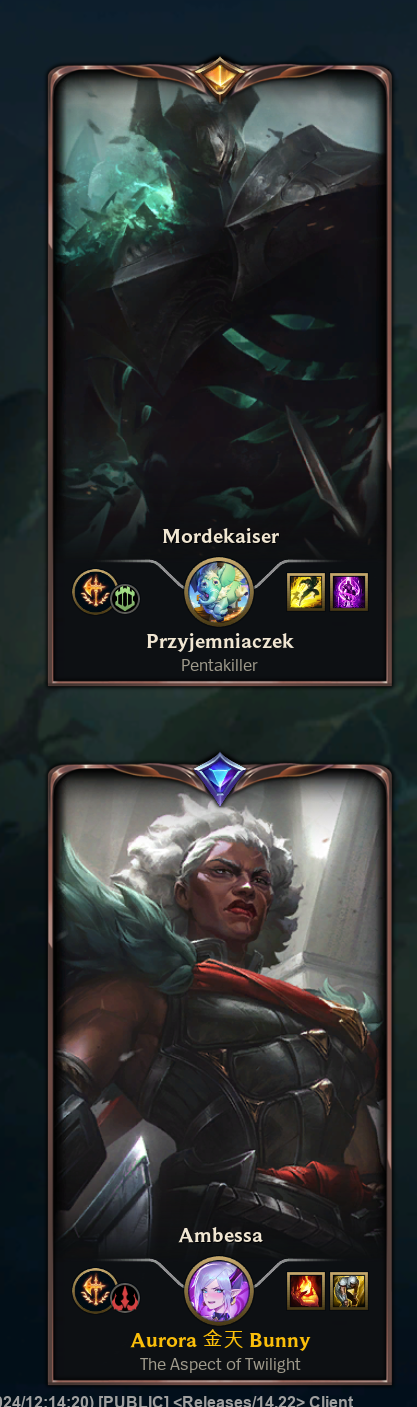 Mordekaiser
Przyjemniaczek
Pentakiller
Ambessa
Aurora 金天 Bunny
The Aspect of Twilight
024/12:14:20) [PUBLIC] <Releases/14.22> Client